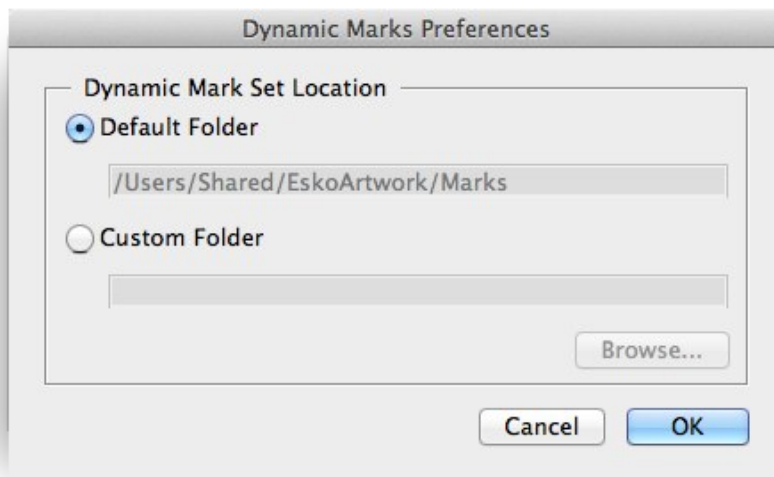 Dynamic Marks Preferences
Dynamic Mark Set Location
Default Folder
/Users/Shared/EskoArtwork/Marks
Custom Folder
Browse...
Cancel OK